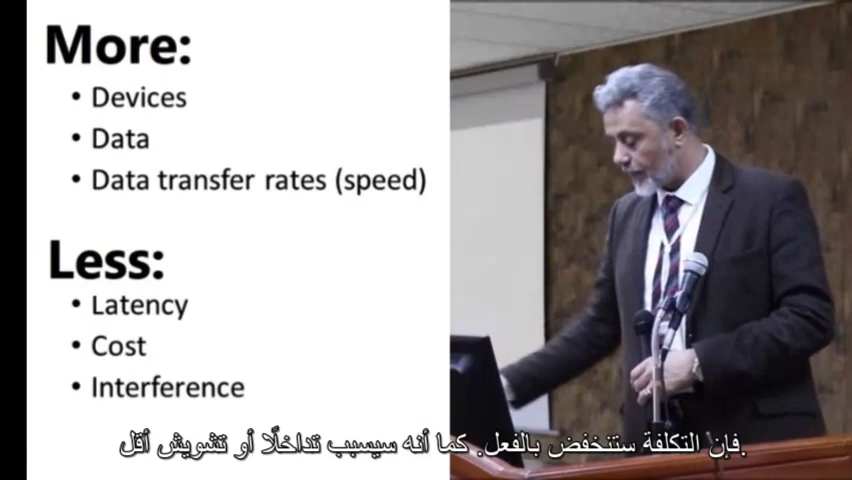 More:
• Devices
• Data
• Data transfer rates (speed)
Less:
• Latency
• Cost
• Interference
فإن التكلفة ستنخفض بالفعل. كما أنه سيسبب تداخلًا أو تشويش أقل.